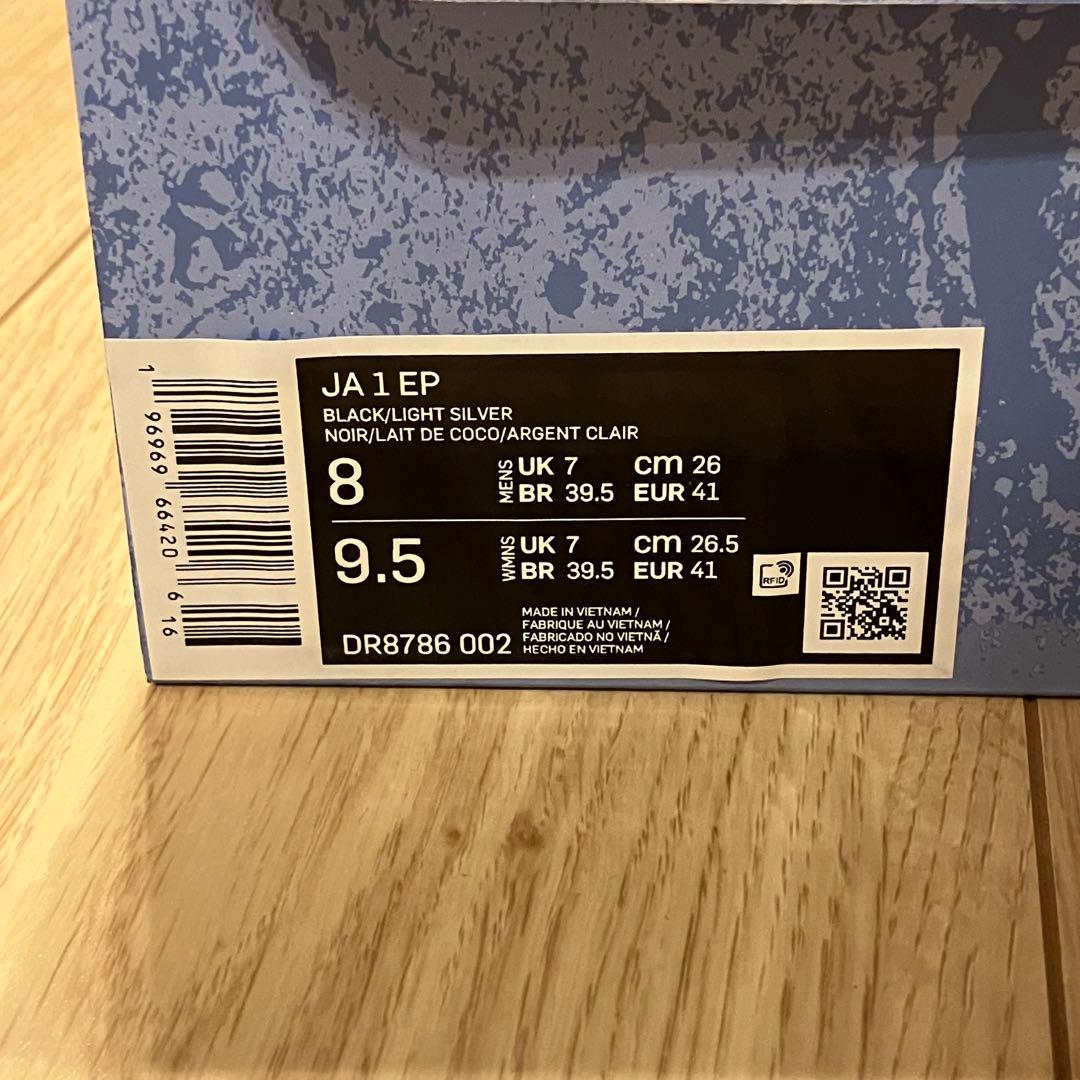 JA 1 EP
BLACK/LIGHT SILVER
NOIR/LAIT DE COCO/ARGENT CLAIR
8
MENS
UK 7 cm 26
BR 39.5 EUR 41
9.5
WMNS
UK 7 cm 26.5
BR 39.5 EUR 41
RFID
DR8786 002
MADE IN VIETNAM /
FABRIQUE AU VIETNAM /
FABRICADO NO VIETNÃ /
HECHO EN VIETNAM
1 96969 66420 6 16